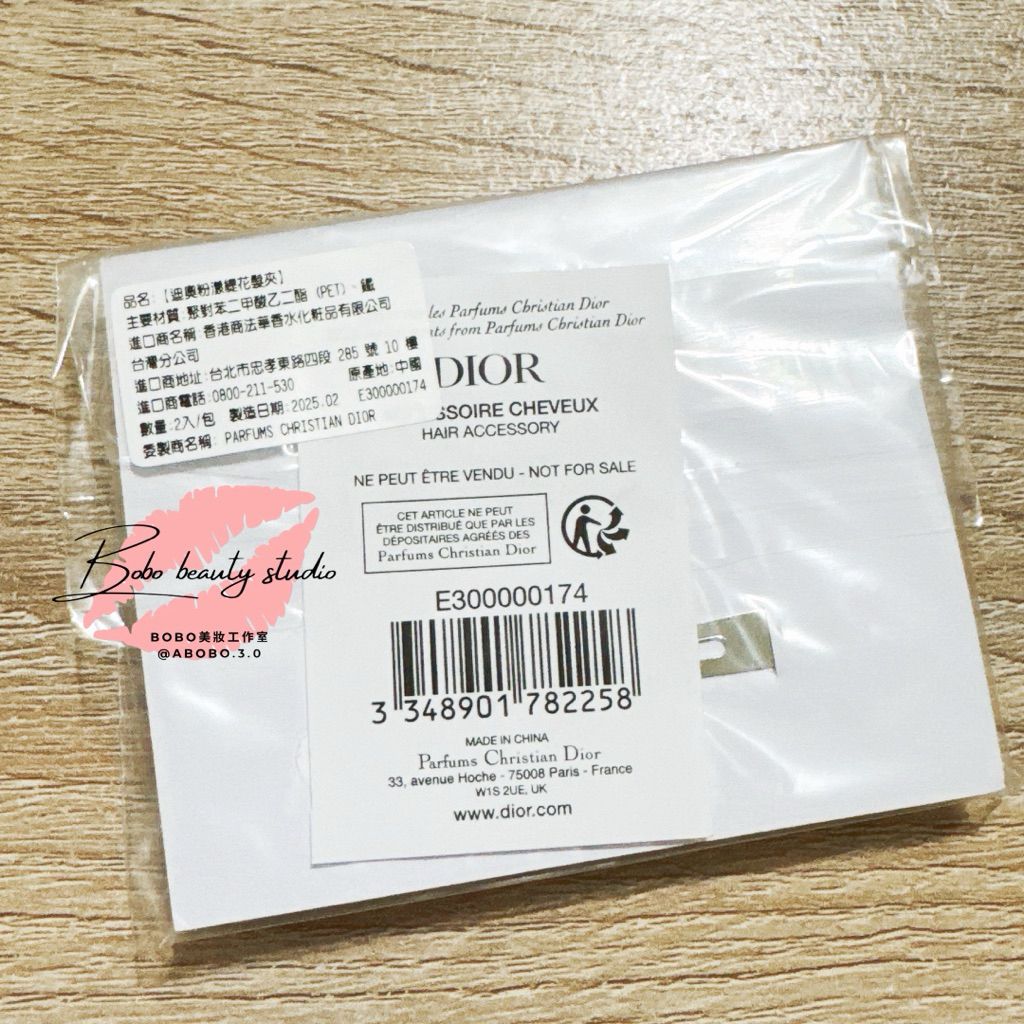 品名:【迪奧粉漾纓花髮夾】
主要材質:聚對苯二甲酸乙二酯 (PET)、鐵
進口商名稱:香港商法華香水化粧品有限公司
台灣分公司
進口商地址:台北市忠孝東路四段 285 號 10 樓
進口商電話:0800-211-530 原產地:中國
數量:2入/包 製造日期:2025.02 E300000174
委製商名稱: PARFUMS CHRISTIAN DIOR
les Parfums Christian Dior
from Parfums Christian Dior
DIOR
SSOIRE CHEVEUX
HAIR ACCESSORY
NE PEUT ÊTRE VENDU - NOT FOR SALE
CET ARTICLE NE PEUT
ÊTRE DISTRIBUÉ QUE PAR LES
DÉPOSITAIRES AGRÉÉS DES
Parfums Christian Dior
E300000174
3 348901 782258
MADE IN CHINA
Parfums Christian Dior
33, avenue Hoche - 75008 Paris - France
W1S 2UE, UK
www.dior.com
Bobo beauty studio
BOBO美妝工作室
@ABOBO.3.0